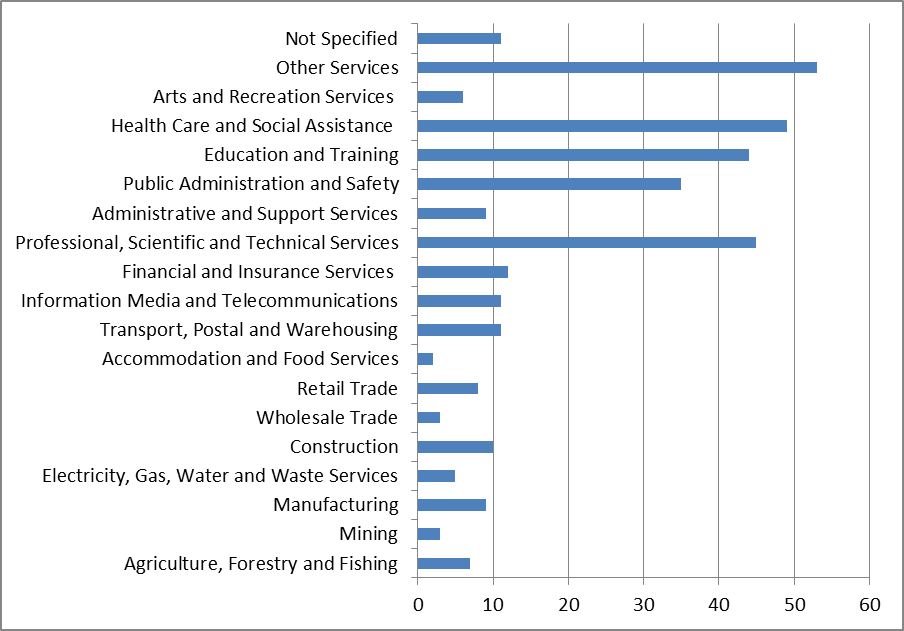 Not Specified
Other Services
Arts and Recreation Services
Health Care and Social Assistance
Education and Training
Public Administration and Safety
Administrative and Support Services
Professional, Scientific and Technical Services
Financial and Insurance Services
Information Media and Telecommunications
Transport, Postal and Warehousing
Accommodation and Food Services
Retail Trade
Wholesale Trade
Construction
Electricity, Gas, Water and Waste Services
Manufacturing
Mining
Agriculture, Forestry and Fishing
0 10 20 30 40 50 60